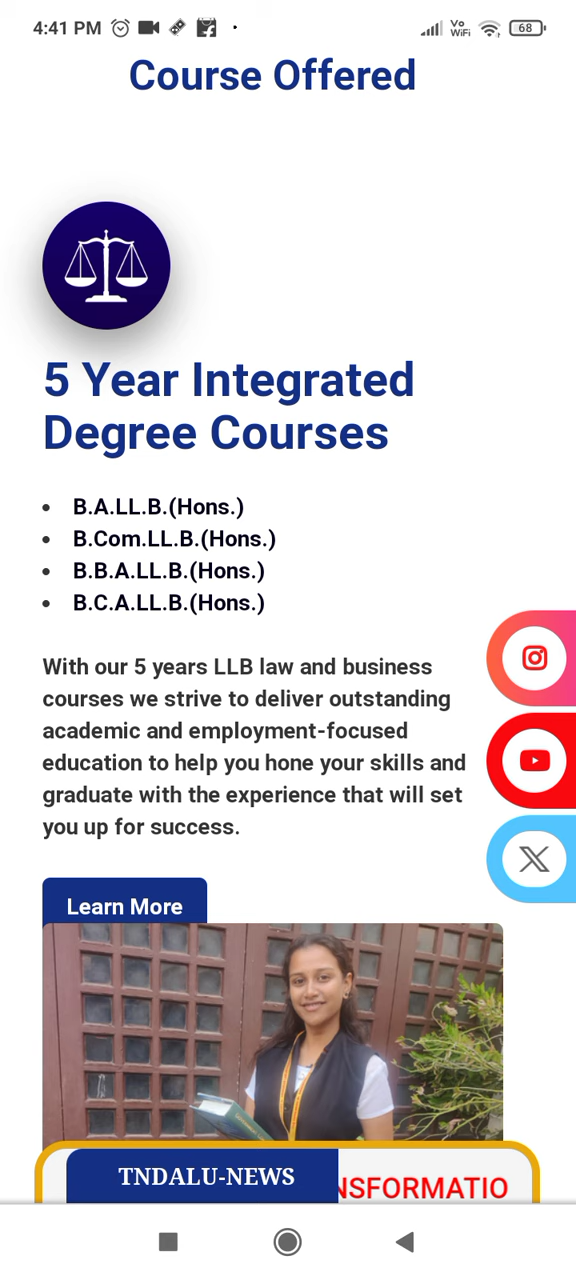 4:41 PM
Vo
WiFi
68
Course Offered
5 Year Integrated
Degree Courses
• B.A.LL.B.(Hons.)
• B.Com.LL.B.(Hons.)
• B.B.A.LL.B.(Hons.)
• B.C.A.LL.B.(Hons.)
With our 5 years LLB law and business
courses we strive to deliver outstanding
academic and employment-focused
education to help you hone your skills and
graduate with the experience that will set
you up for success.
Learn More
TNDALU-NEWS
NSFORMATIO